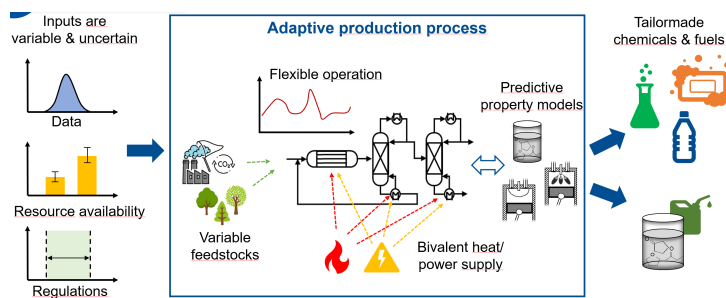 Inputs are
variable & uncertain
Data
Resource availability
Regulations
Adaptive production process
Flexible operation
CO₂
Variable
feedstocks
Bivalent heat/
power supply
Predictive
property models
Tailormade
chemicals & fuels